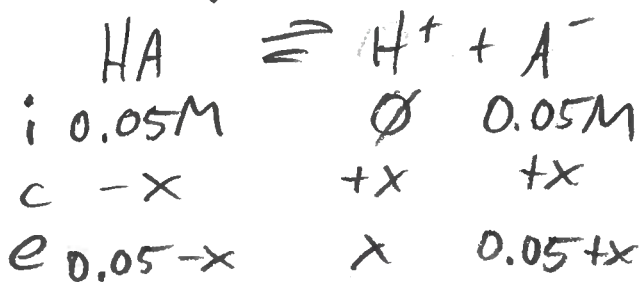 HA ⇌ H⁺ + A⁻
i 0.05M ∅ 0.05M
c -x +x +x
e 0.05-x x 0.05+x